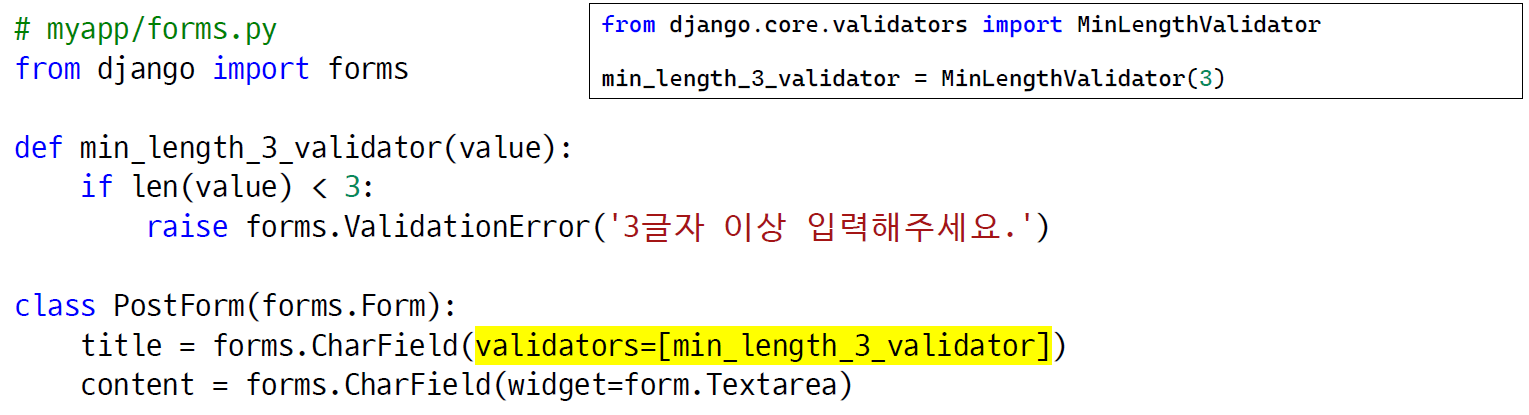 # myapp/forms.py
from django import forms
from django.core.validators import MinLengthValidator
min_length_3_validator = MinLengthValidator(3)
def min_length_3_validator(value):
    if len(value) < 3:
        raise forms.ValidationError('3글자 이상 입력해주세요.')
class PostForm(forms.Form):
    title = forms.CharField(validators=[min_length_3_validator])
    content = forms.CharField(widget=form.Textarea)